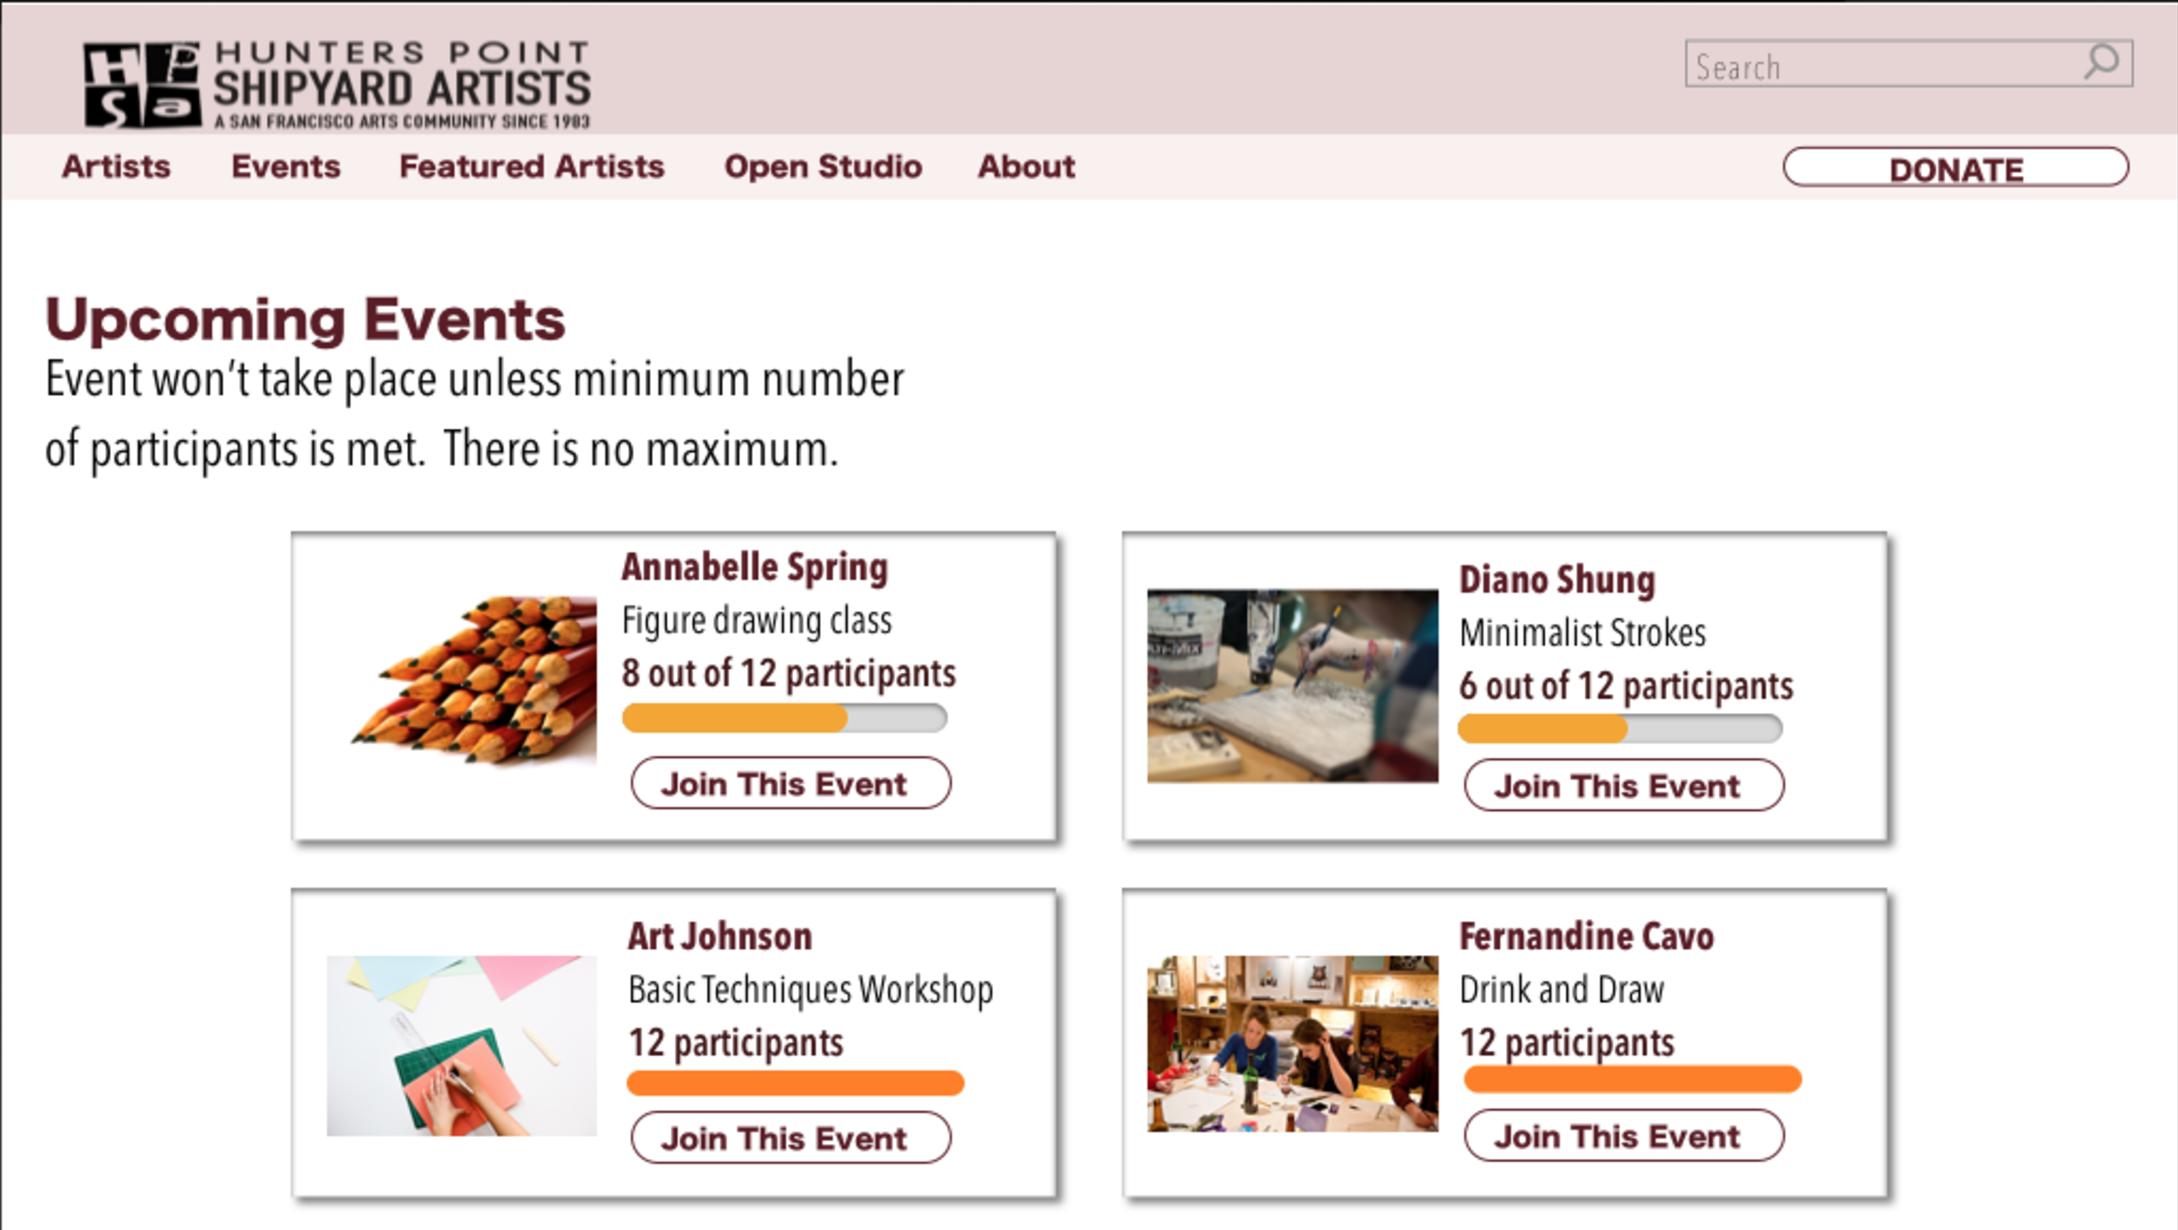 HPSa
HUNTERS POINT
SHIPYARD ARTISTS
A SAN FRANCISCO ARTS COMMUNITY SINCE 1983
Search
Artists Events Featured Artists Open Studio About DONATE
Upcoming Events
Event won't take place unless minimum number
of participants is met. There is no maximum.
Annabelle Spring
Figure drawing class
8 out of 12 participants
Join This Event
Diano Shung
Minimalist Strokes
6 out of 12 participants
Join This Event
Art Johnson
Basic Techniques Workshop
12 participants
Join This Event
Fernandine Cavo
Drink and Draw
12 participants
Join This Event